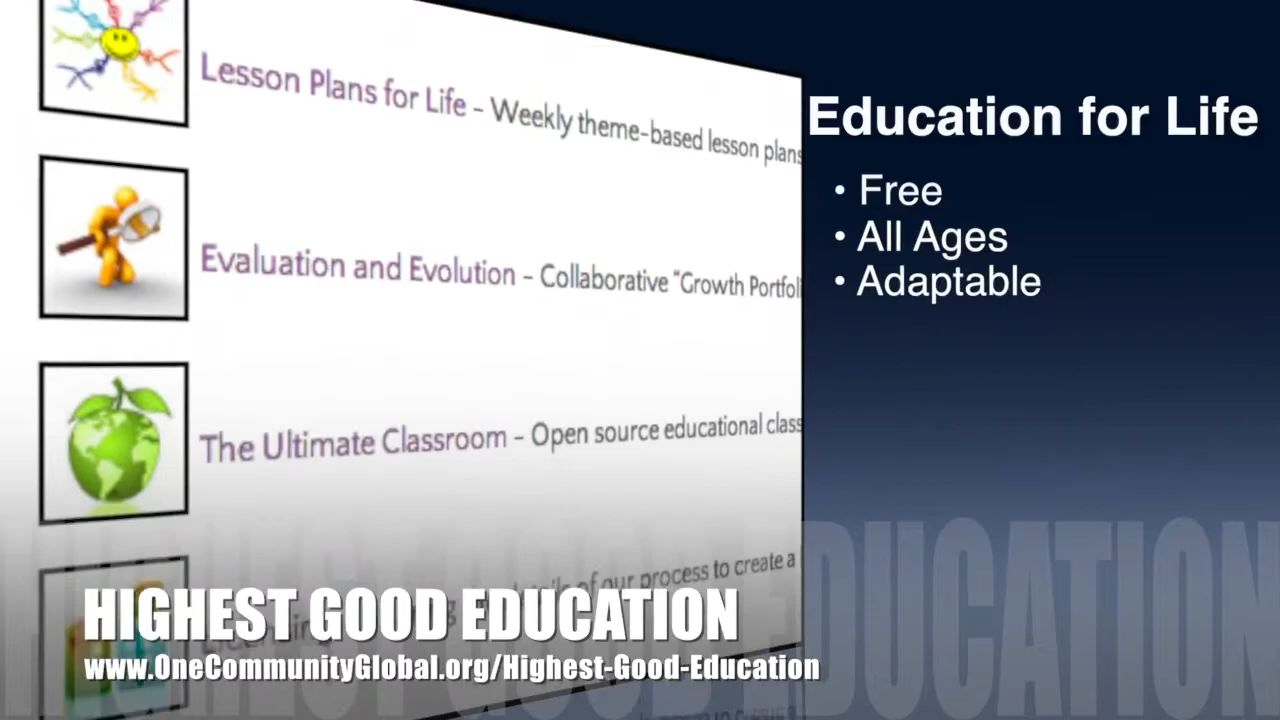 Lesson Plans for Life – Weekly theme-based lesson plans
Evaluation and Evolution – Collaborative "Growth Portfoli
The Ultimate Classroom – Open source educational class
of our process to create a
Education for Life
• Free
• All Ages
• Adaptable
HIGHEST GOOD EDUCATION
www.OneCommunityGlobal.org/Highest-Good-Education